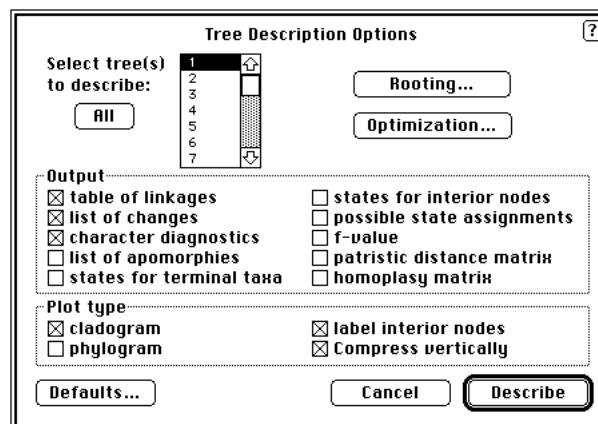 Tree Description Options
?
Select tree(s)
to describe:
All
1
2
3
4
5
6
7
Rooting...
Optimization...
Output
table of linkages
list of changes
character diagnostics
list of apomorphies
states for terminal taxa
states for interior nodes
possible state assignments
f-value
patristic distance matrix
homoplasy matrix
Plot type
cladogram
phylogram
label interior nodes
Compress vertically
Defaults...
Cancel
Describe